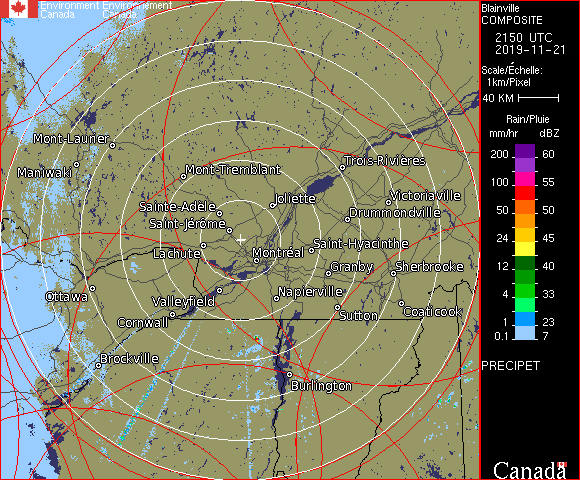 Environment Environnement
Canada Canada
Blainville
COMPOSITE
2150 UTC
2019-11-21
Scale/Échelle:
1km/Pixel
40 KM
Rain/Pluie
mm/hr dBZ
200 60
57
100 55
50 50
24 45
12 40
4 33
1 23
0.1 7
PRECIPET
Canada
Mont-Laurier
Maniwaki
Mont-Tremblant
Trois-Rivières
Sainte-Adèle
Joliette
Victoriaville
Saint-Jérôme
Drummondville
Lachute
Montréal
Saint-Hyacinthe
Granby
Sherbrooke
Ottawa
Valleyfield
Napierville
Cornwall
Sutton
Coaticook
Brockville
Burlington